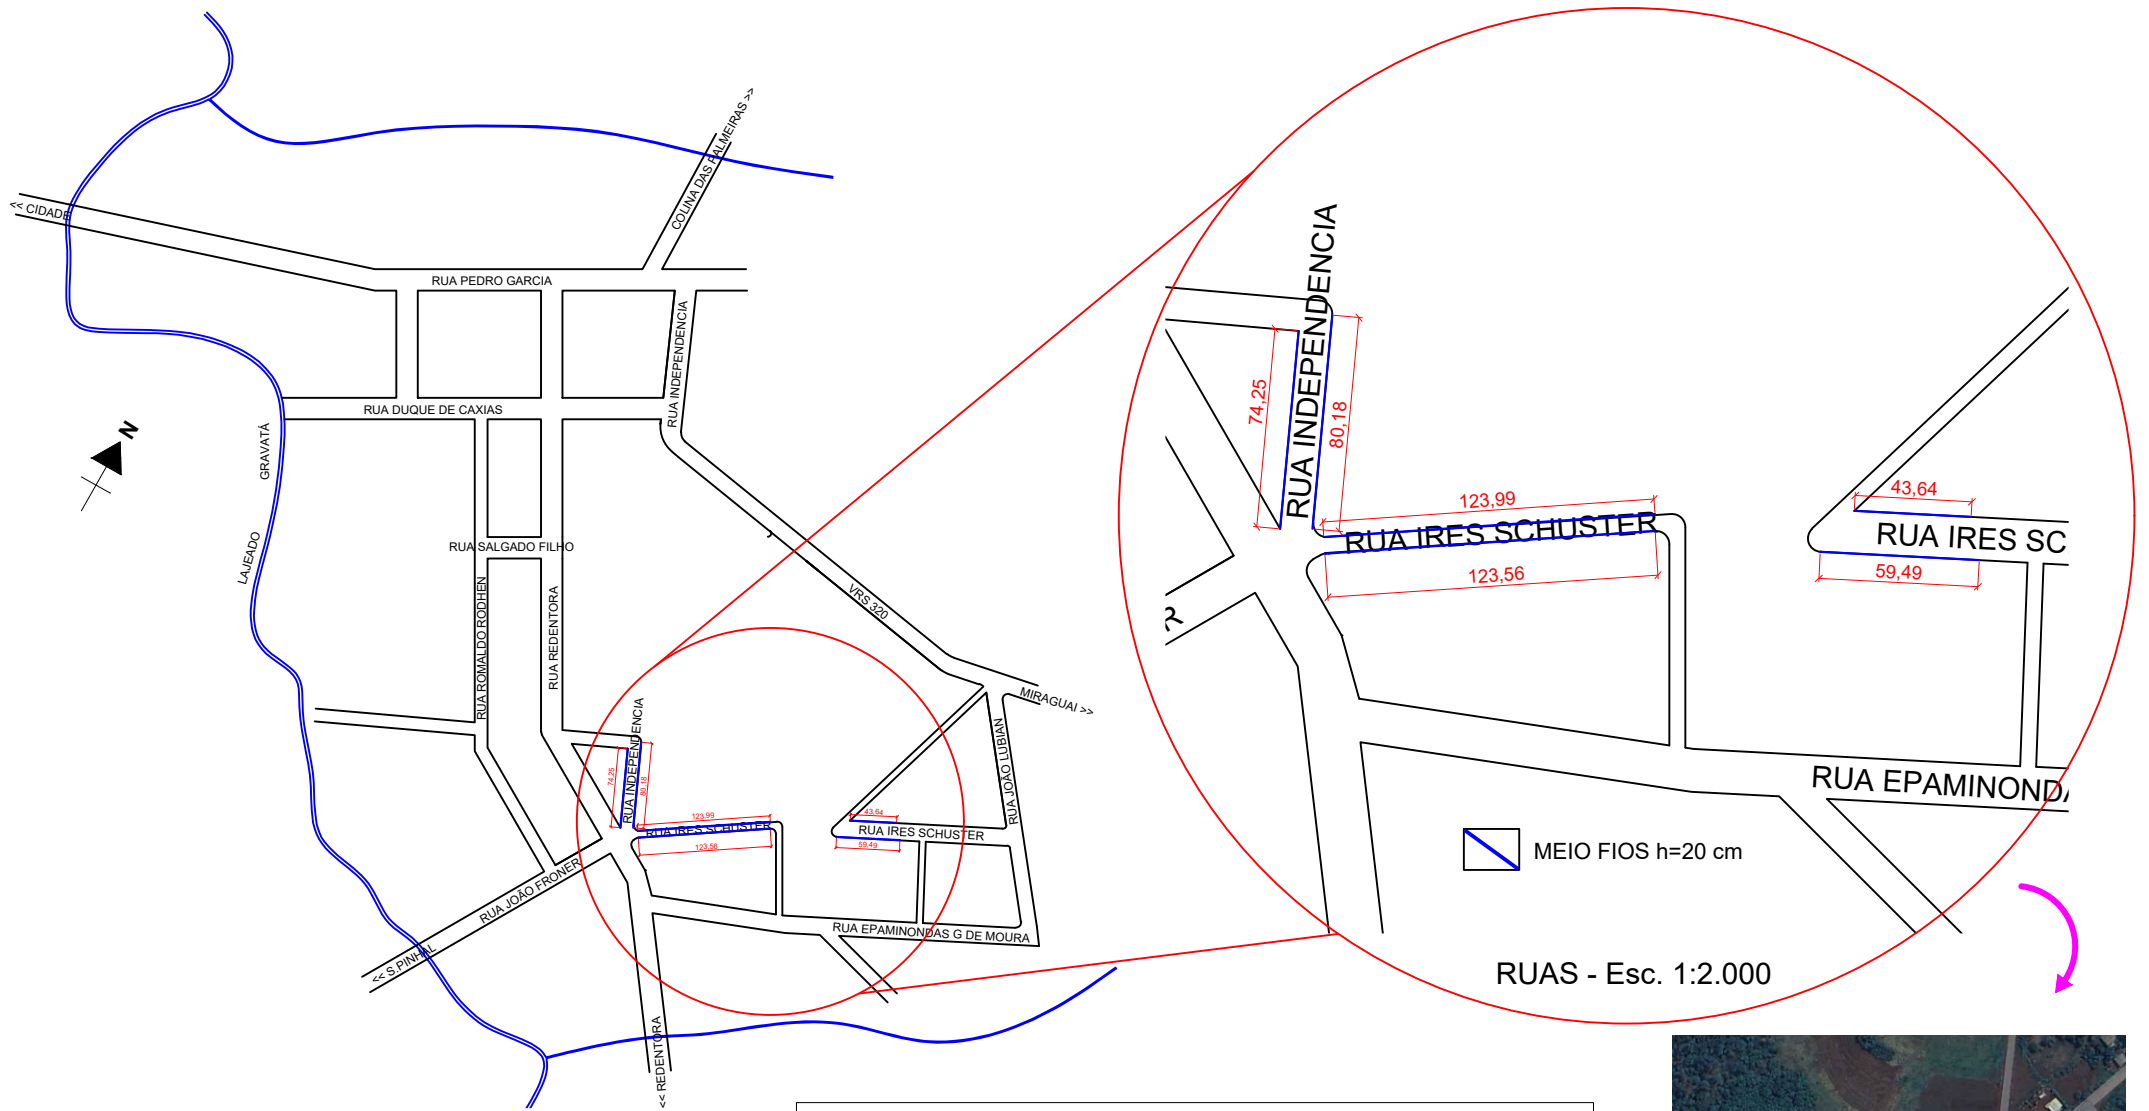 COLINA DAS PALMEIRAS >>
<< CIDADE
RUA PEDRO GARCIA
RUA INDEPENDENCIA
RUA DUQUE DE CAXIAS
N
GRAVATÁ
LAJEADO
RUA SALGADO FILHO
RUA ROMALDO RODHEN
RUA REDENTORA
VRS 320
MIRAGUAI >>
RUA JOÃO LUBIAN
RUA INDEPENDENCIA
74,25
80,18
123,99
RUA IRES SCHUSTER
123,56
43,64
RUA IRES SCHUSTER
59,49
RUA JOÃO FRONER
<< S.PINHAL
RUA EPAMINONDAS G DE MOURA
<< REDENTORA
RUA INDEPENDENCIA
74,25
80,18
123,99
RUA IRES SCHUSTER
123,56
43,64
RUA IRES SC
59,49
R
RUA EPAMINONDA
MEIO FIOS h=20 cm
RUAS - Esc. 1:2.000